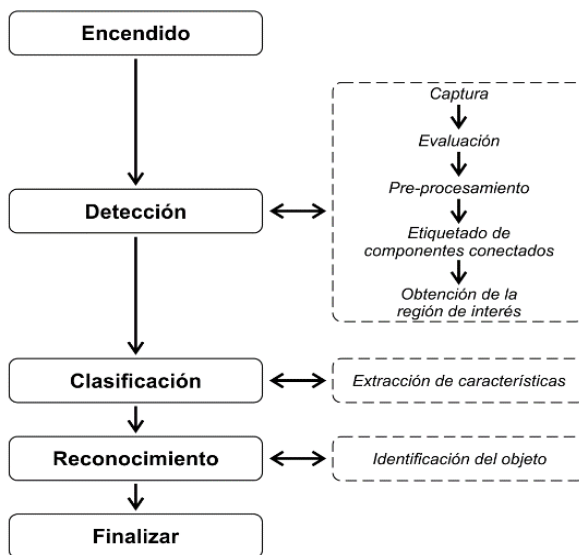 Encendido
Captura
Evaluación
Pre-procesamiento
Detección
Etiquetado de
componentes conectados
Obtención de la
región de interés
Clasificación
Extracción de características
Reconocimiento
Identificación del objeto
Finalizar